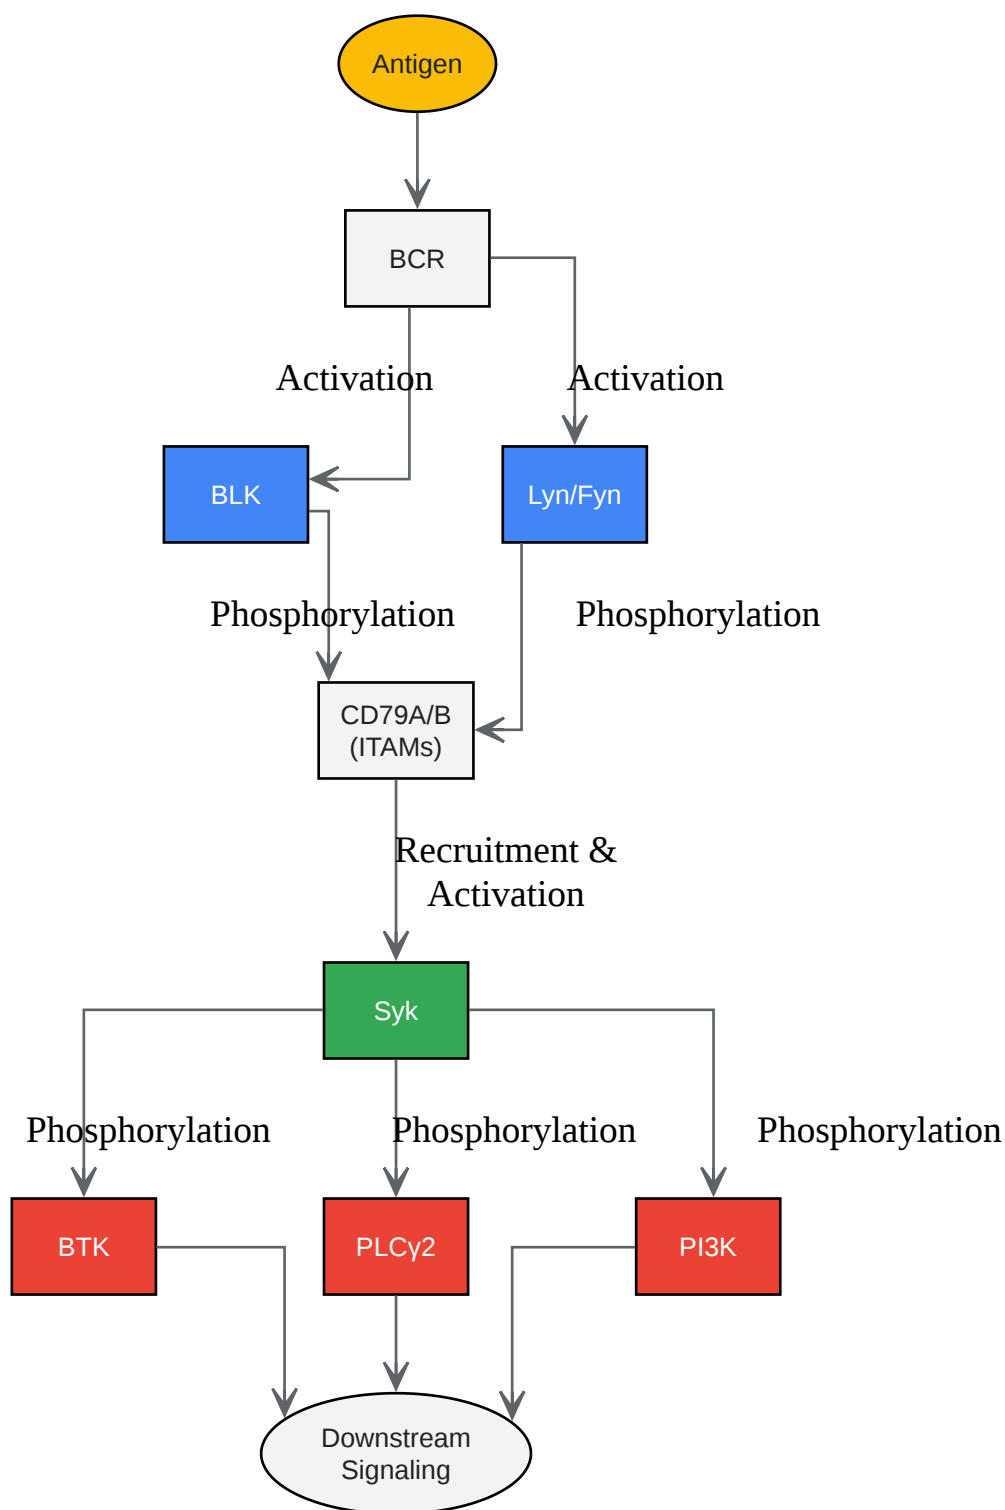 Antigen
BCR
Activation
Activation
BLK
Lyn/Fyn
Phosphorylation
Phosphorylation
CD79A/B
(ITAMs)
Recruitment &
Activation
Syk
Phosphorylation
Phosphorylation
Phosphorylation
BTK
PLCγ2
PI3K
Downstream
Signaling